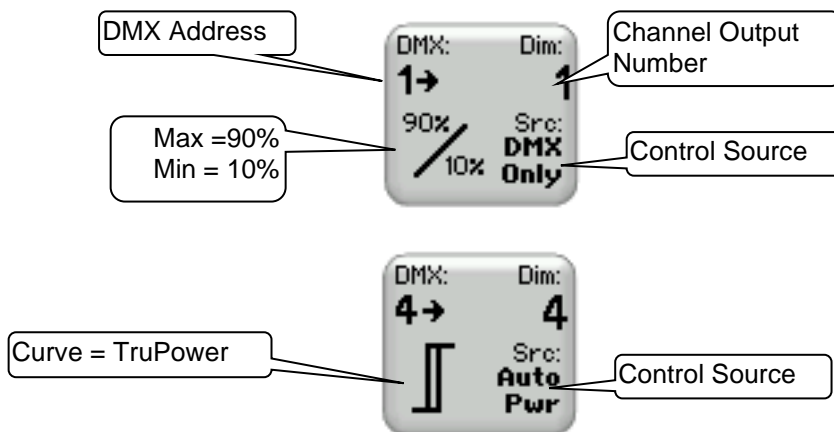 DMX Address
DMX:
Dim:
1→
1
Channel Output
Number
90%
10%
Max =90%
Min = 10%
Src:
DMX
Only
Control Source
DMX:
Dim:
4→
4
Curve = TruPower
Src:
Auto
Pwr
Control Source